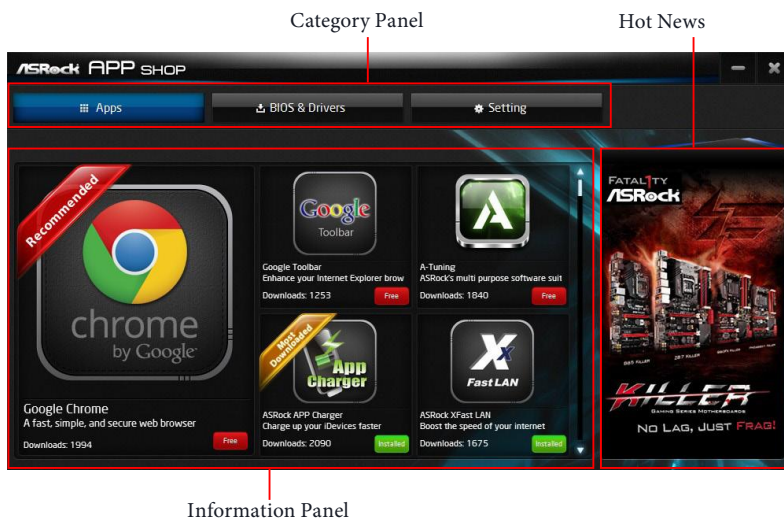 Category Panel
Hot News
ASRock APP SHOP
Apps
BIOS & Drivers
Setting
Recommended
chrome
by Google
Google Chrome
A fast, simple, and secure web browser
Downloads: 1994
Free
Google
Toolbar
Google Toolbar
Enhance your Internet Explorer brow
Downloads: 1253
Free
A-Tuning
ASRock's multi purpose software suit
Downloads: 1840
Free
Most
Downloaded
App
Charger
ASRock APP Charger
Charge up your iDevices faster
Downloads: 2090
Installed
X
Fast LAN
ASRock XFast LAN
Boost the speed of your internet
Downloads: 1675
Installed
FATAL1TY
ASRock
B85 KILLER
Z87 KILLER
KILLER
GAMING SERIES MOTHERBOARDS
NO LAG, JUST FRAG!
Information Panel